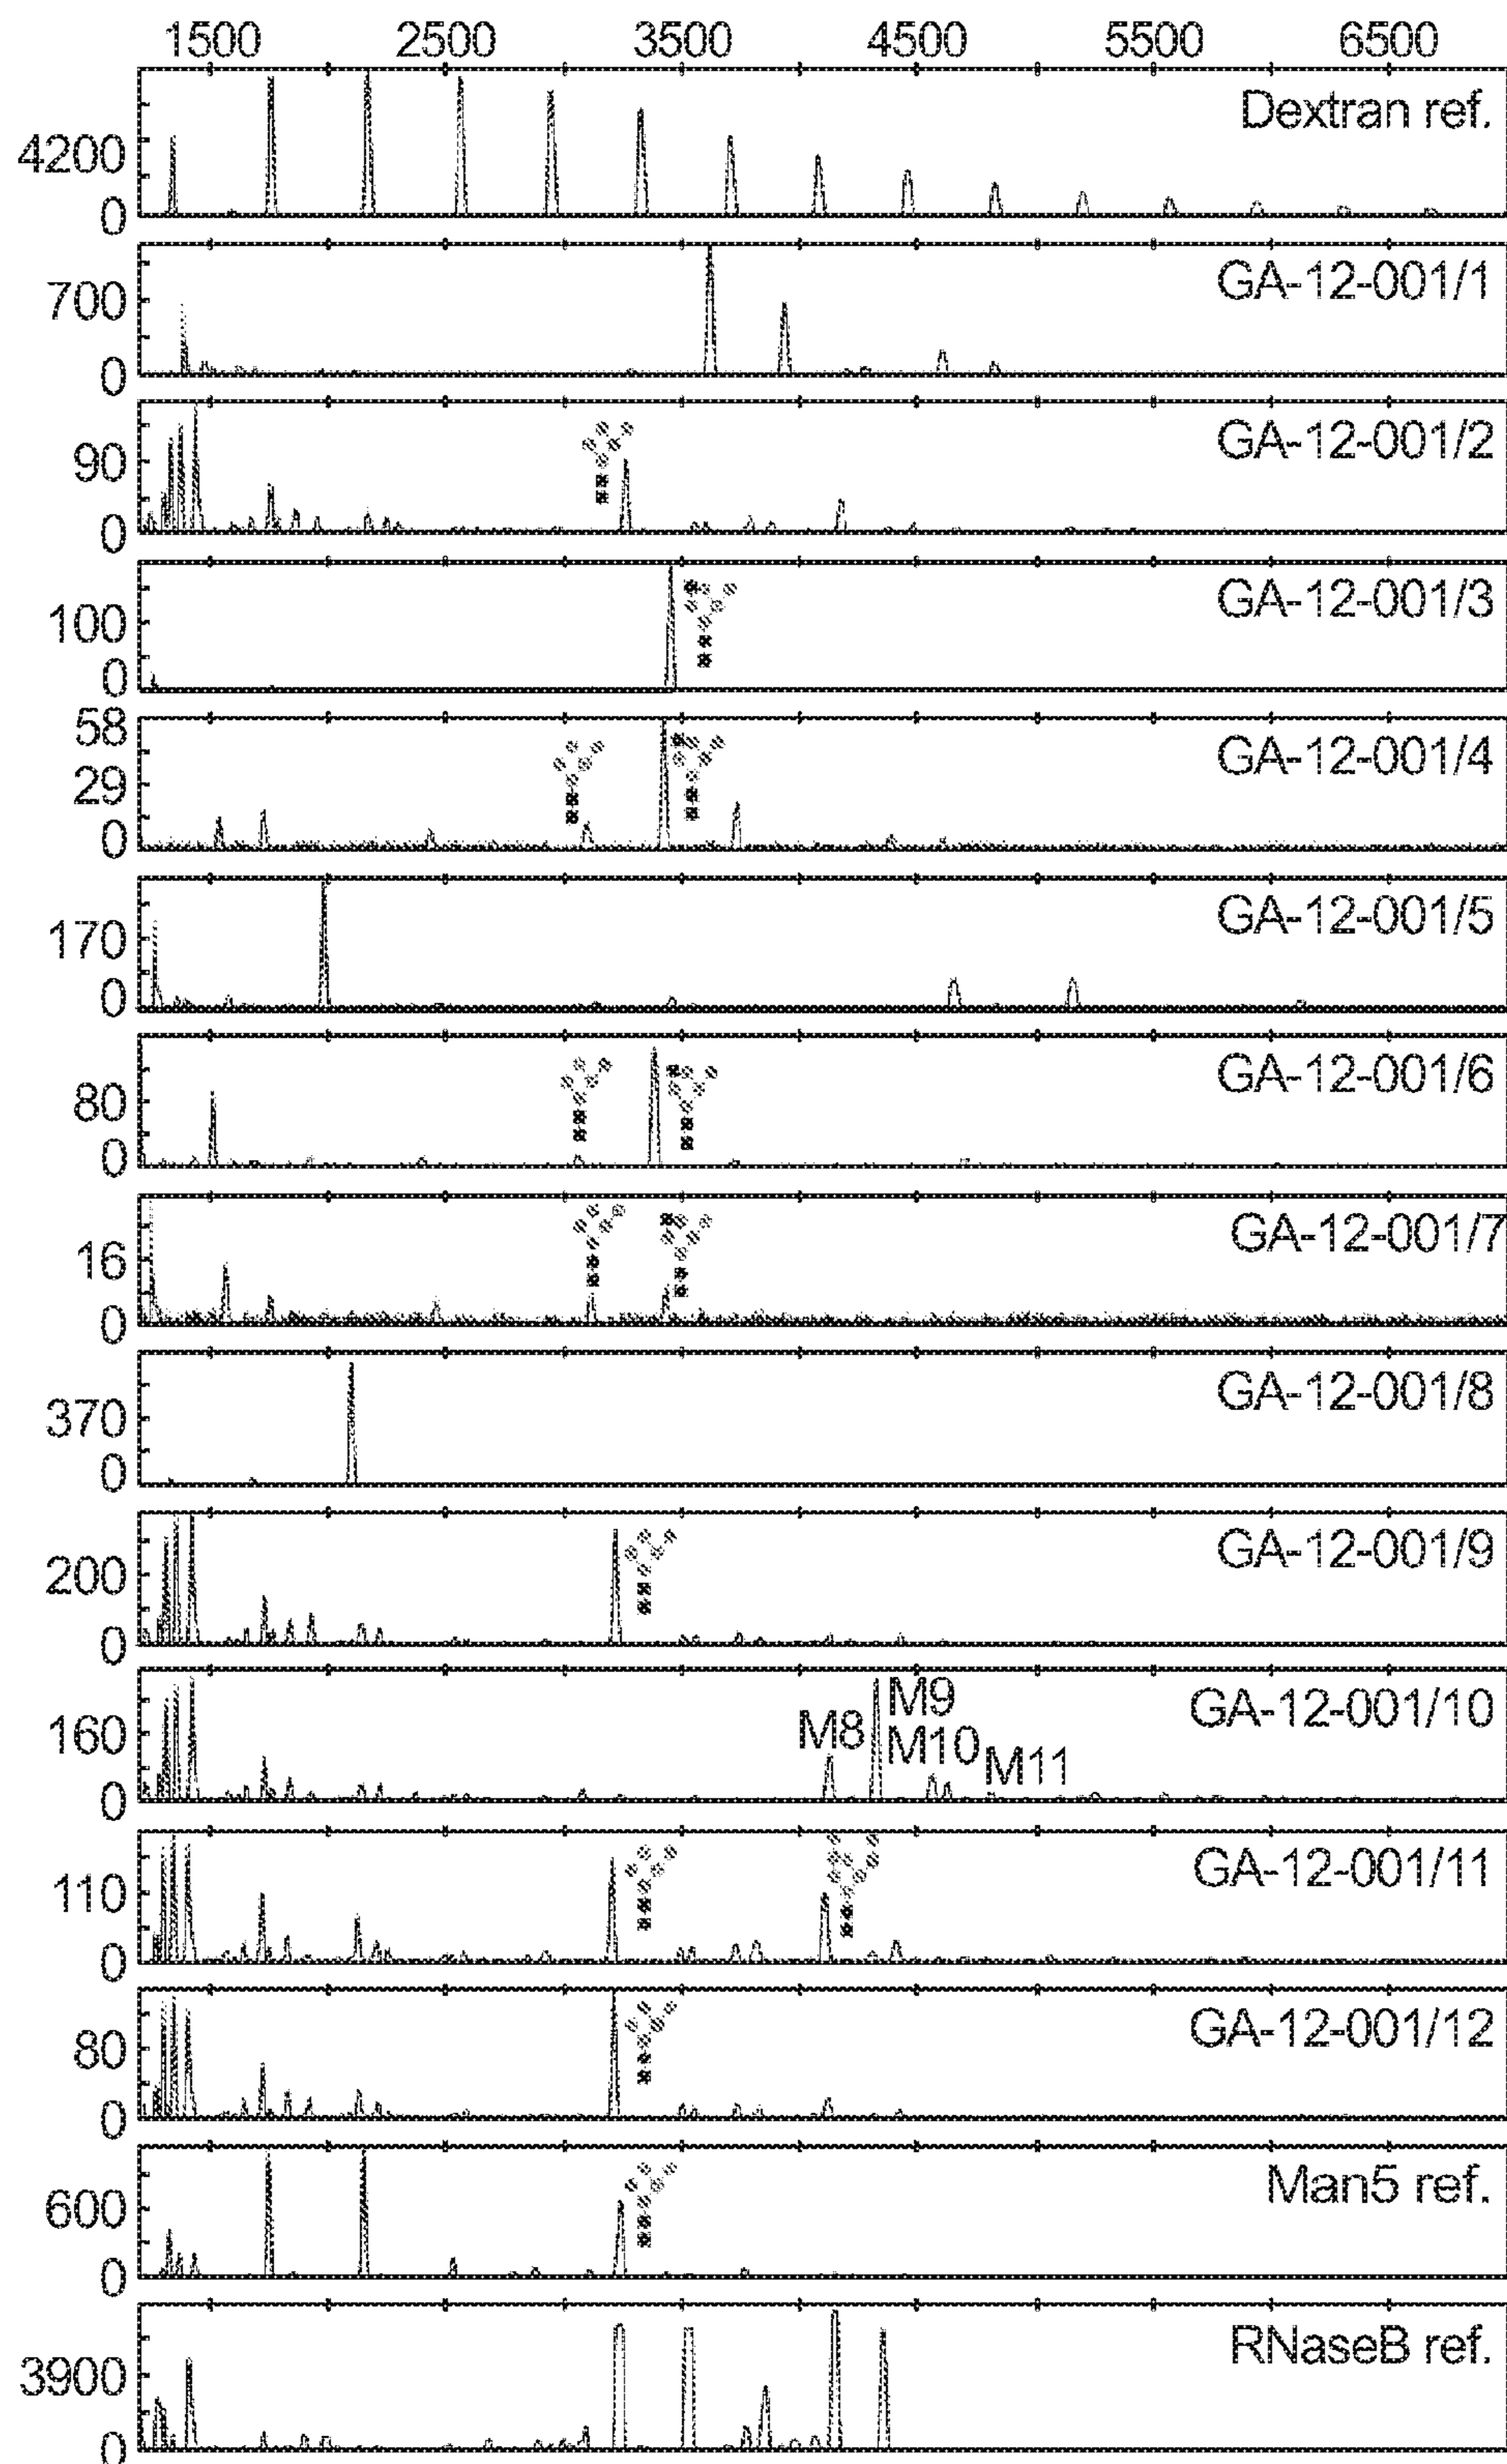 1500 2500 3500 4500 5500 6500
Dextran ref.
4200
0
GA-12-001/1
700
0
GA-12-001/2
90
0
GA-12-001/3
100
0
58
GA-12-001/4
29
0
GA-12-001/5
170
0
GA-12-001/6
80
0
GA-12-001/7
16
0
GA-12-001/8
370
0
GA-12-001/9
200
0
M9
GA-12-001/10
M8
160
M10
M11
0
GA-12-001/11
110
0
GA-12-001/12
80
0
Man5 ref.
600
0
RNaseB ref.
3900
0